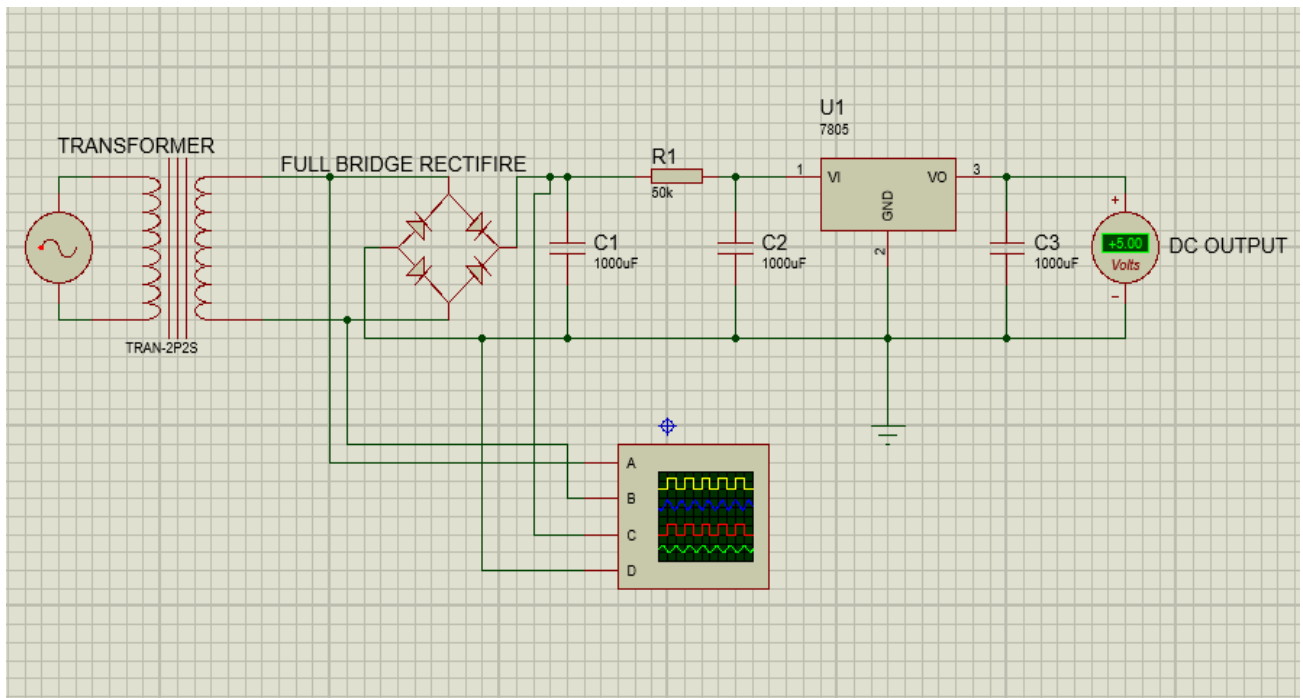 TRANSFORMER
TRAN-2P2S
FULL BRIDGE RECTIFIRE
C1
1000uF
R1
50k
C2
1000uF
U1
7805
1
VI
VO
3
GND
2
C3
1000uF
+
+5.00
Volts
−
DC OUTPUT
A
B
C
D